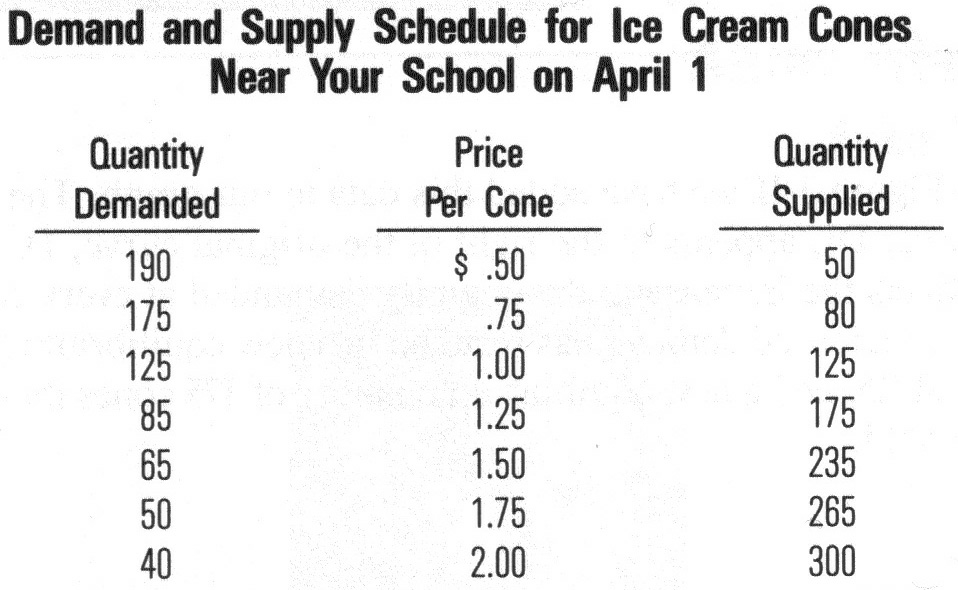 Demand and Supply Schedule for Ice Cream Cones
Near Your School on April 1
Quantity Price Quantity
Demanded Per Cone Supplied
190 $ .50 50
175 .75 80
125 1.00 125
85 1.25 175
65 1.50 235
50 1.75 265
40 2.00 300